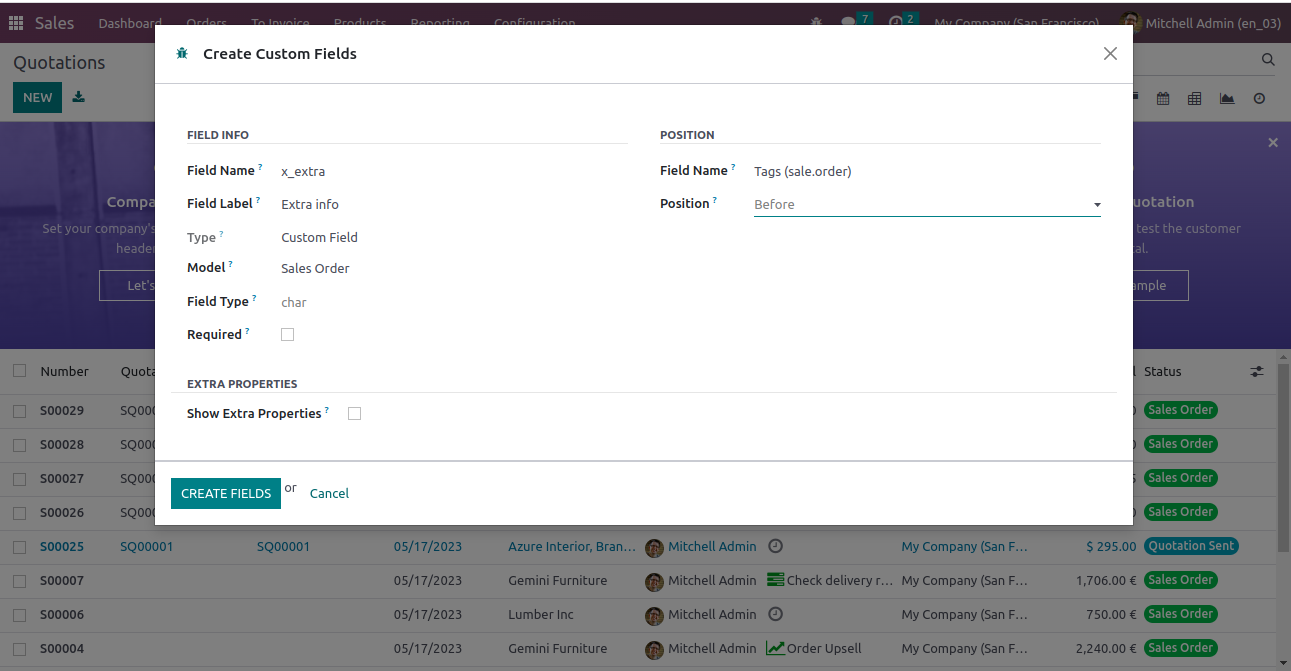 Sales Dashboard Orders To Invoice Products Reporting Configuration 7 2 My Company (San Francisco) Mitchell Admin (en_03)
Create Custom Fields
Quotations
NEW
FIELD INFO
Field Name ? x_extra
Field Label ? Extra info
Type ? Custom Field
Model ? Sales Order
Field Type ? char
Required ?
POSITION
Field Name ? Tags (sale.order)
Position ? Before
EXTRA PROPERTIES
Show Extra Properties ?
CREATE FIELDS or Cancel
Compa
Set your company's
heade
Let's
uotation
test the customer
tal.
ample
Number Quota Status
S00029 SQ000 Sales Order
S00028 SQ000 Sales Order
S00027 SQ000 Sales Order
S00026 SQ000 Sales Order
S00025 SQ00001 SQ00001 05/17/2023 Azure Interior, Bran... Mitchell Admin My Company (San F... $ 295.00 Quotation Sent
S00007 05/17/2023 Gemini Furniture Mitchell Admin Check delivery r... My Company (San F... 1,706.00 € Sales Order
S00006 05/17/2023 Lumber Inc Mitchell Admin My Company (San F... 750.00 € Sales Order
S00004 05/17/2023 Gemini Furniture Mitchell Admin Order Upsell My Company (San F... 2,240.00 € Sales Order